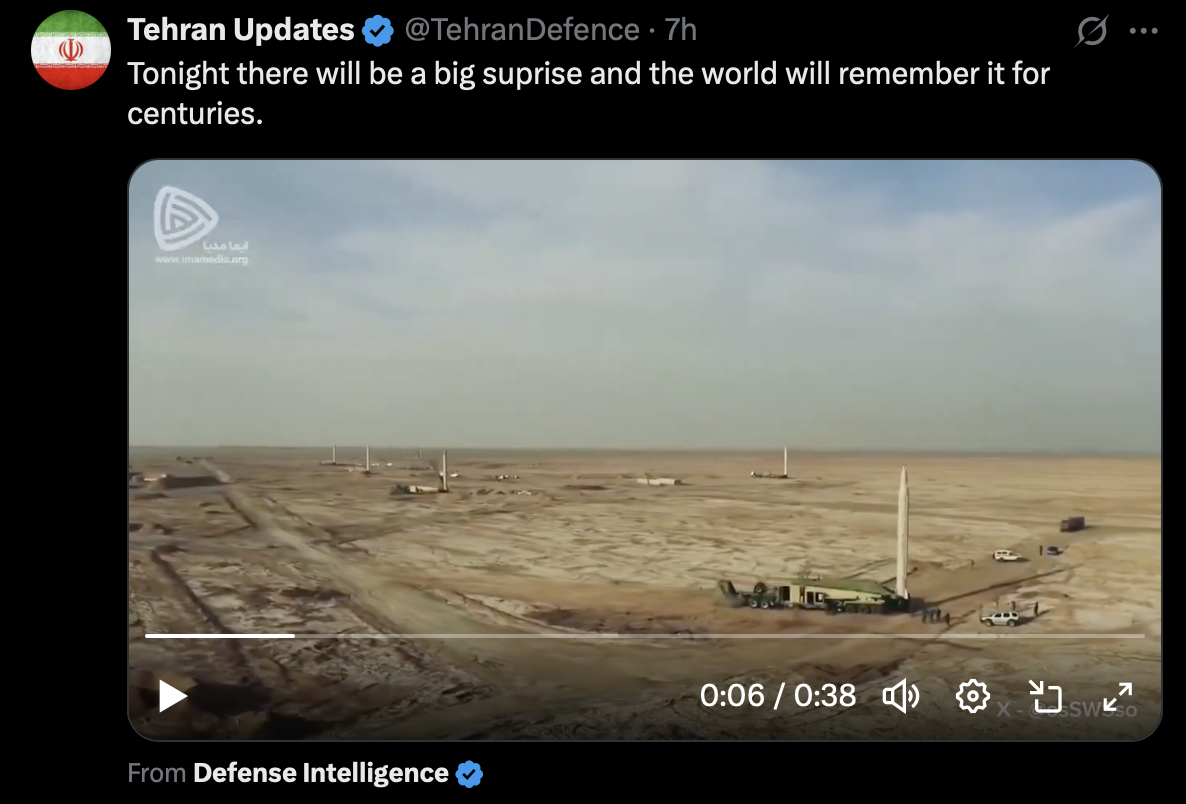 Tehran Updates @TehranDefence · 7h
Tonight there will be a big suprise and the world will remember it for
centuries.
ایما مدیا
www.imamedia.org
0:06 / 0:38
From Defense Intelligence